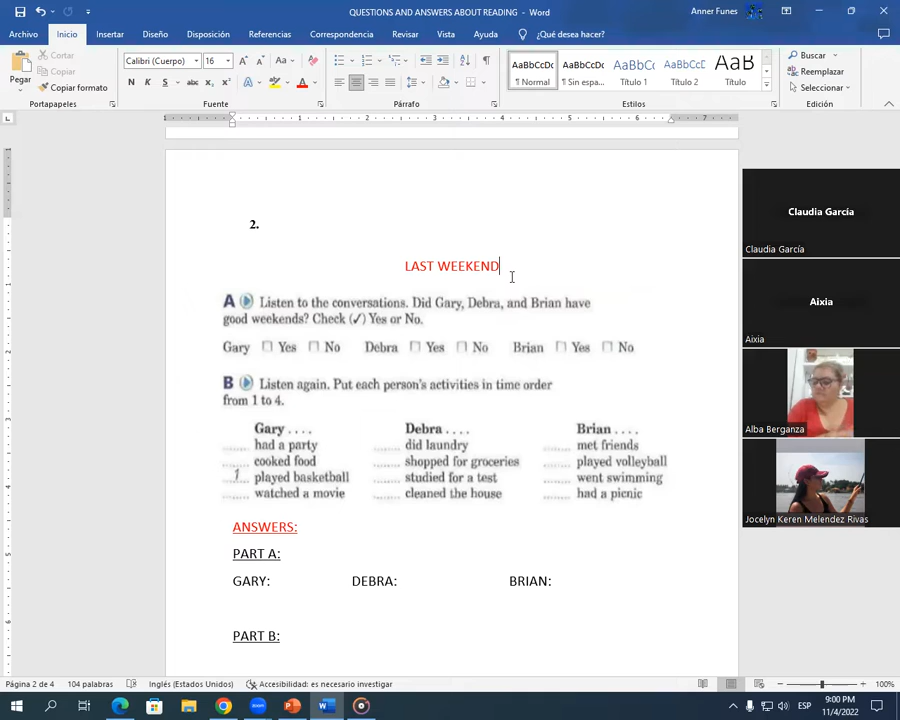 QUESTIONS AND ANSWERS ABOUT READING - Word
Anner Funes
Archivo Inicio Insertar Diseño Disposición Referencias Correspondencia Revisar Vista Ayuda ¿Qué desea hacer?
Pegar
Cortar
Copiar
Copiar formato
Portapapeles
Calibri (Cuerpo) 16
N K S
Fuente
Párrafo
AaBbCcDc AaBbCcDc AaBbCc AaBbCcD AaB
¶ Normal ¶ Sin espa... Título 1 Título 2 Título
Estilos
Buscar
Reemplazar
Seleccionar
Edición
2.
LAST WEEKEND
A Listen to the conversations. Did Gary, Debra, and Brian have
good weekends? Check (✓) Yes or No.
Gary □ Yes □ No Debra □ Yes □ No Brian □ Yes □ No
B Listen again. Put each person's activities in time order
from 1 to 4.
Gary . . . . Debra . . . . Brian . . . .
had a party did laundry met friends
cooked food shopped for groceries played volleyball
1 played basketball studied for a test went swimming
watched a movie cleaned the house had a picnic
ANSWERS:
PART A:
GARY: DEBRA: BRIAN:
PART B:
Claudia García
Claudia García
Aixia
Aixia
Alba Berganza
Jocelyn Keren Melendez Rivas
Página 2 de 4 104 palabras Inglés (Estados Unidos) Accesibilidad: es necesario investigar 100%
ESP 9:00 PM
11/4/2022